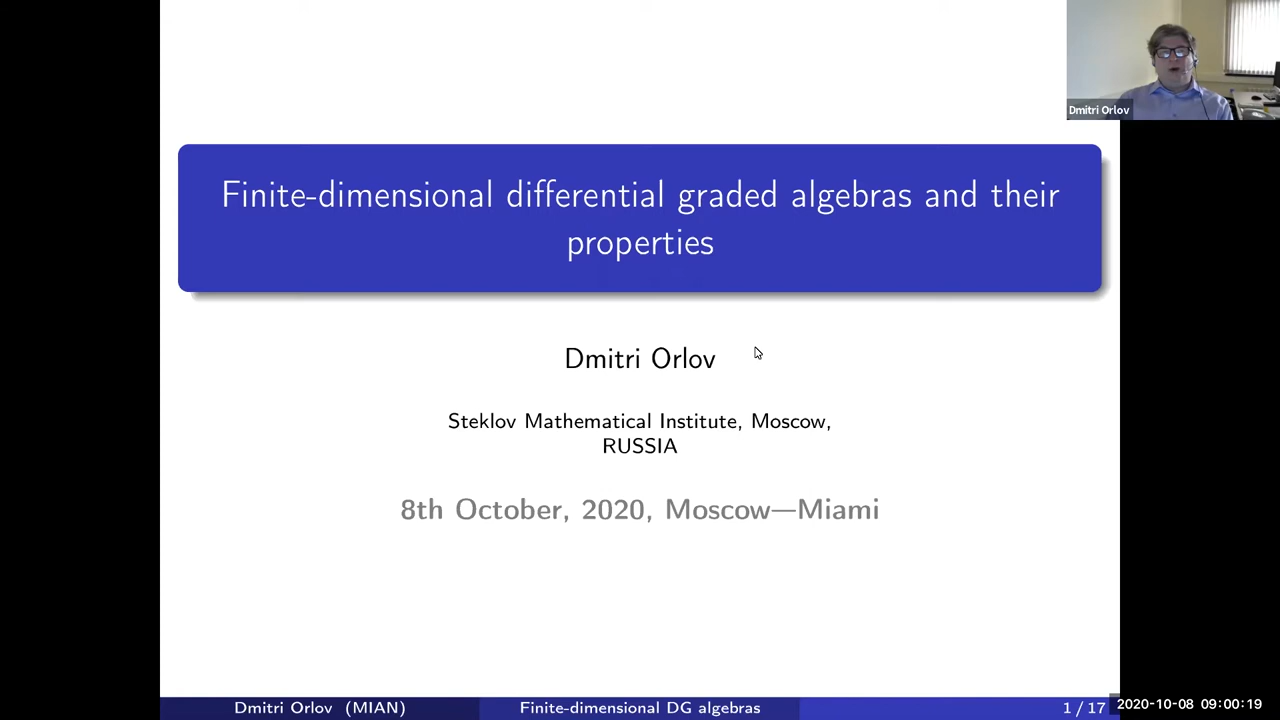 Dmitri Orlov
Finite-dimensional differential graded algebras and their
properties
Dmitri Orlov
Steklov Mathematical Institute, Moscow,
RUSSIA
8th October, 2020, Moscow—Miami
Dmitri Orlov (MIAN)
Finite-dimensional DG algebras
1 / 17
2020-10-08 09:00:19